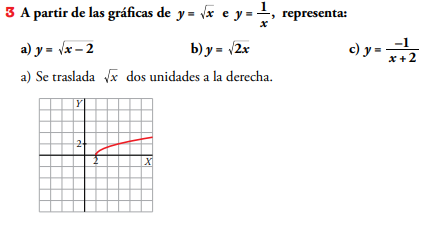 3 A partir de las gráficas de y = √x e y = 1/x, representa:
a) y = √(x – 2) b) y = √(2x) c) y = –1/(x + 2)
a) Se traslada √x dos unidades a la derecha.
Y
2
2 X